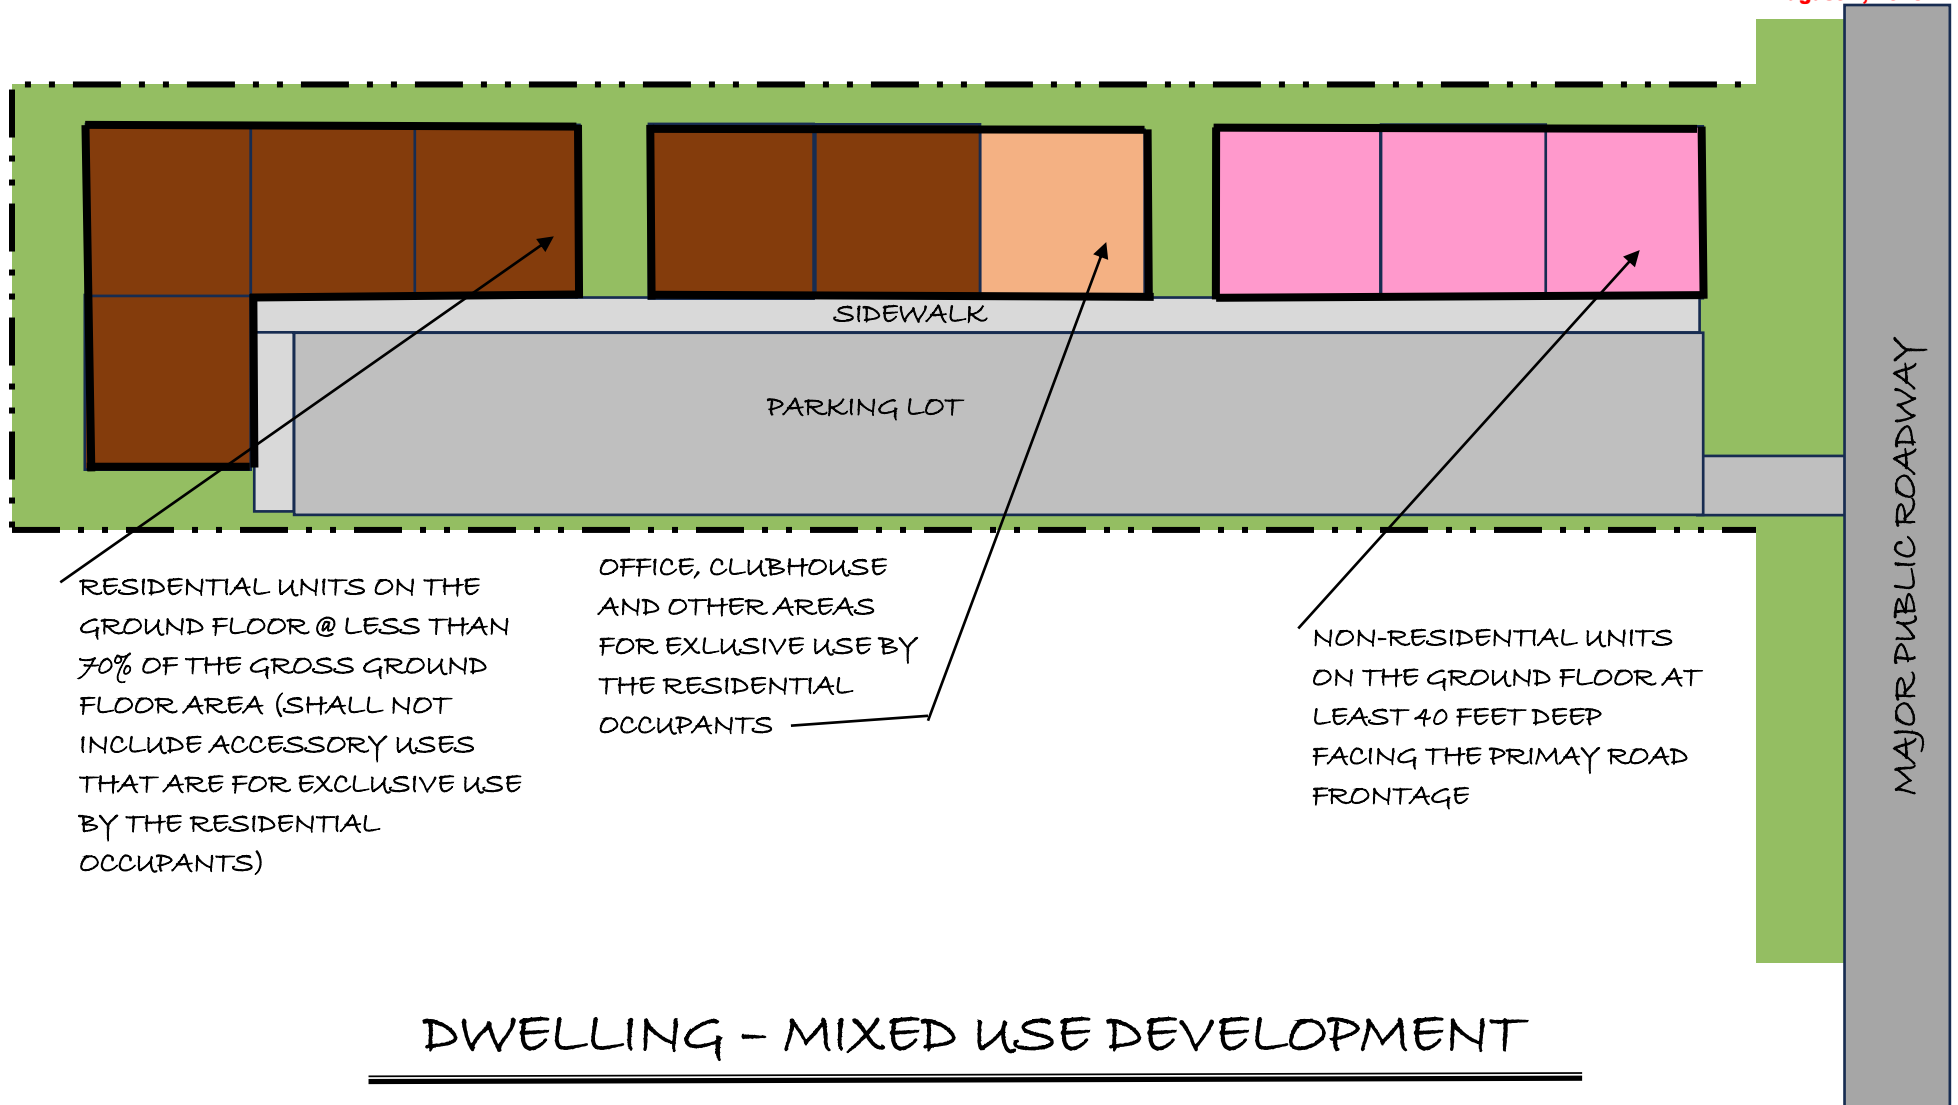 SIDEWALK
PARKING LOT
MAJOR PUBLIC ROADWAY
RESIDENTIAL UNITS ON THE
GROUND FLOOR @ LESS THAN
70% OF THE GROSS GROUND
FLOOR AREA (SHALL NOT
INCLUDE ACCESSORY USES
THAT ARE FOR EXCLUSIVE USE
BY THE RESIDENTIAL
OCCUPANTS)
OFFICE, CLUBHOUSE
AND OTHER AREAS
FOR EXLUSIVE USE BY
THE RESIDENTIAL
OCCUPANTS
NON-RESIDENTIAL UNITS
ON THE GROUND FLOOR AT
LEAST 40 FEET DEEP
FACING THE PRIMAY ROAD
FRONTAGE
DWELLING – MIXED USE DEVELOPMENT